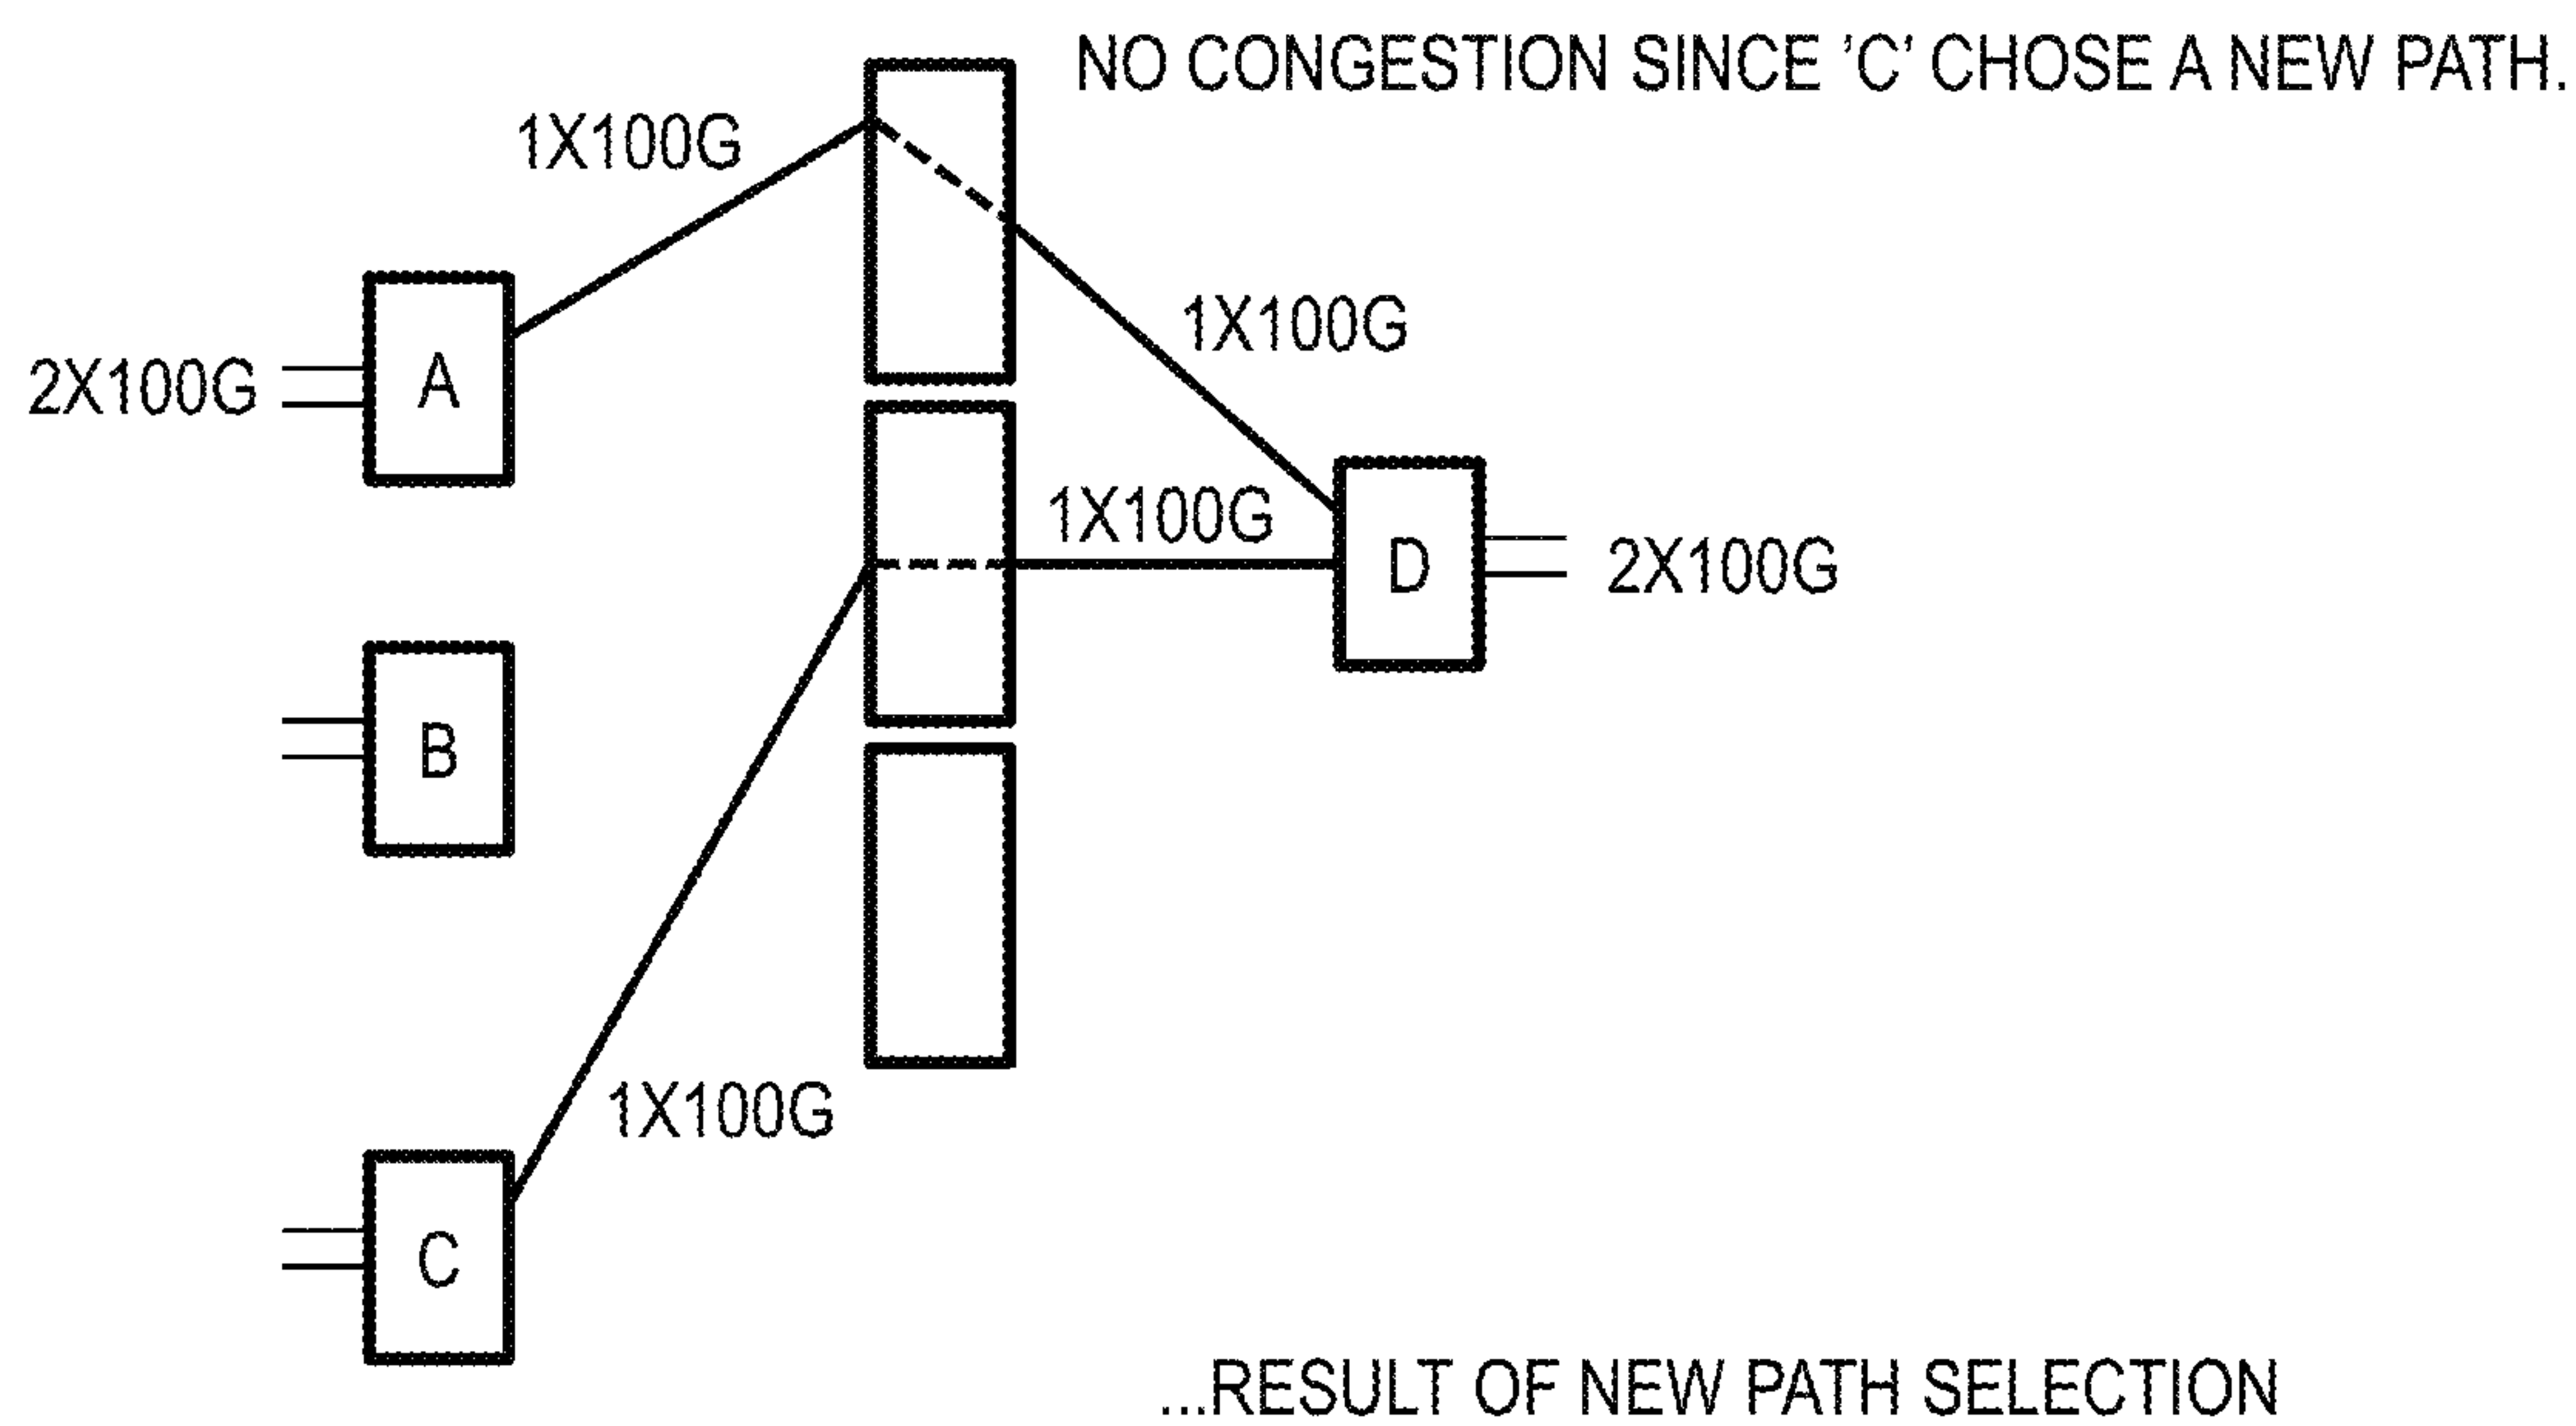 NO CONGESTION SINCE 'C' CHOSE A NEW PATH.
1X100G
1X100G
2X100G
A
1X100G
D
2X100G
B
1X100G
C
...RESULT OF NEW PATH SELECTION